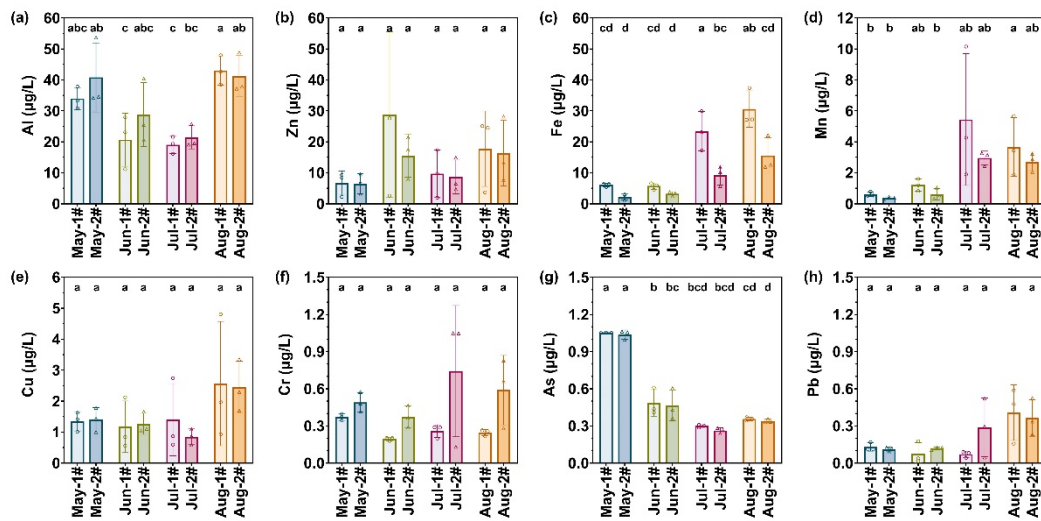 (a) abc ab c abc c bc a ab
Al (µg/L)
60
50
40
30
20
10
0
May-1# May-2# Jun-1# Jun-2# Jul-1# Jul-2# Aug-1# Aug-2#
(b) a a a a a a a a
Zn (µg/L)
60
50
40
30
20
10
0
May-1# May-2# Jun-1# Jun-2# Jul-1# Jul-2# Aug-1# Aug-2#
(c) cd d cd d a bc ab cd
Fe (µg/L)
60
50
40
30
20
10
0
May-1# May-2# Jun-1# Jun-2# Jul-1# Jul-2# Aug-1# Aug-2#
(d) b b ab b ab ab a ab
Mn (µg/L)
12
10
8
6
4
2
0
May-1# May-2# Jun-1# Jun-2# Jul-1# Jul-2# Aug-1# Aug-2#
(e) a a a a a a a a
Cu (µg/L)
6
5
4
3
2
1
0
May-1# May-2# Jun-1# Jun-2# Jul-1# Jul-2# Aug-1# Aug-2#
(f) a a a a a a a a
Cr (µg/L)
1.5
1.2
0.9
0.6
0.3
0.0
May-1# May-2# Jun-1# Jun-2# Jul-1# Jul-2# Aug-1# Aug-2#
(g) a a b bc bcd bcd cd d
As (µg/L)
1.5
1.2
0.9
0.6
0.3
0.0
May-1# May-2# Jun-1# Jun-2# Jul-1# Jul-2# Aug-1# Aug-2#
(h) a a a a a a a a
Pb (µg/L)
1.5
1.2
0.9
0.6
0.3
0.0
May-1# May-2# Jun-1# Jun-2# Jul-1# Jul-2# Aug-1# Aug-2#